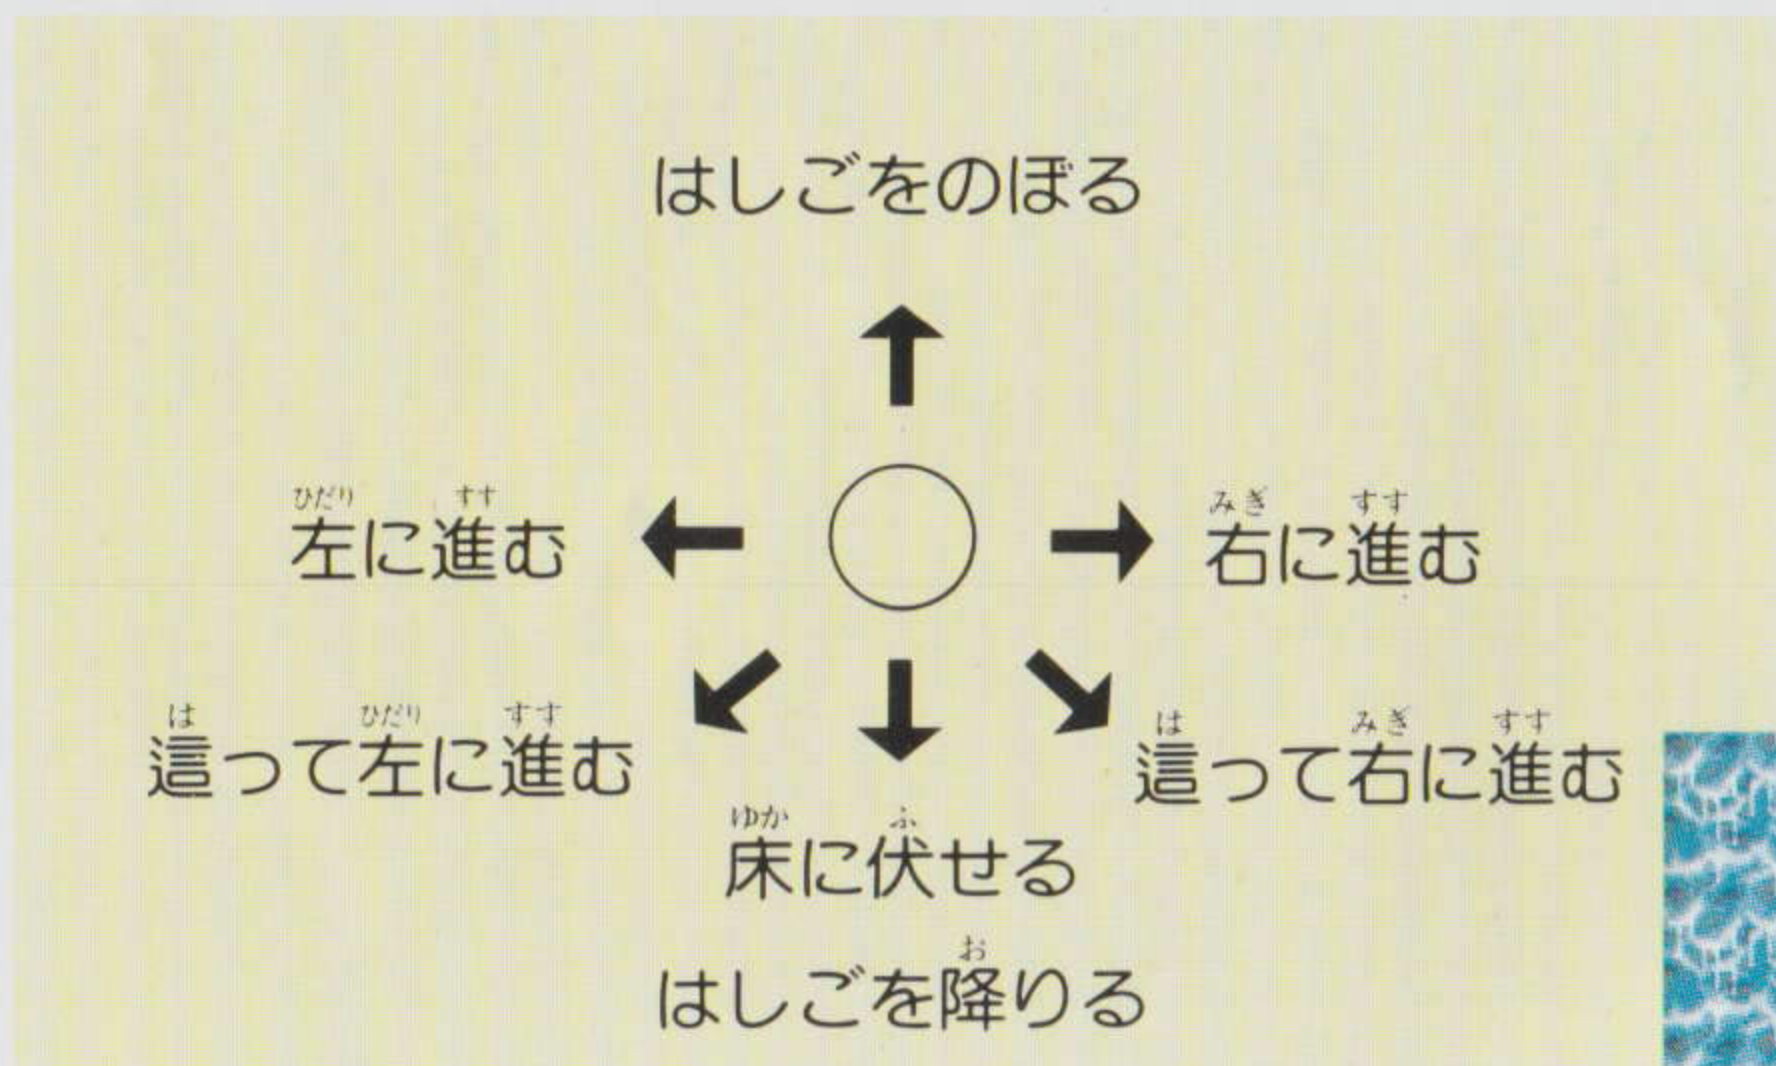 はしごをのぼる
左に進む
右に進む
這って左に進む
這って右に進む
床に伏せる
はしごを降りる